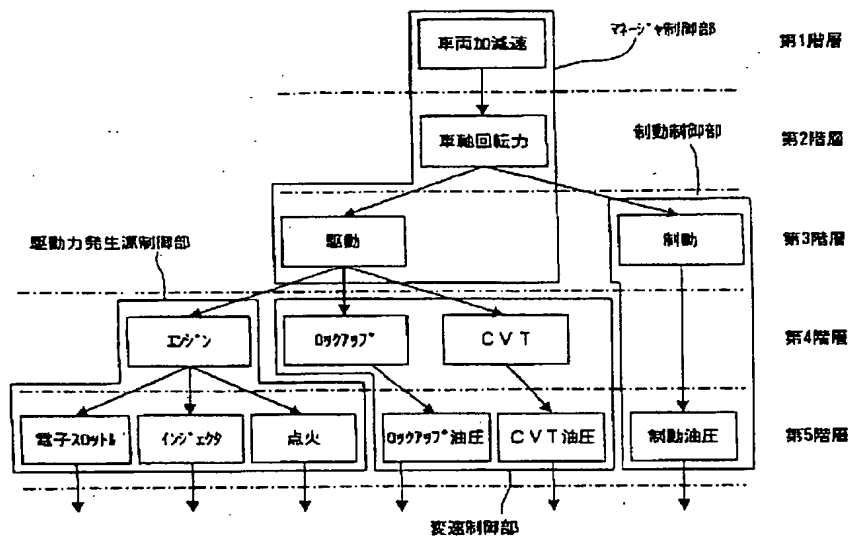 車両加減速
マネージャ制御部
第1階層
車軸回転力
制動制御部
第2階層
駆動力発生源制御部
駆動
制動
第3階層
エンジン
ロックアップ
CVT
第4階層
電子スロットル
インジェクタ
点火
ロックアップ油圧
CVT油圧
制動油圧
第5階層
変速制御部